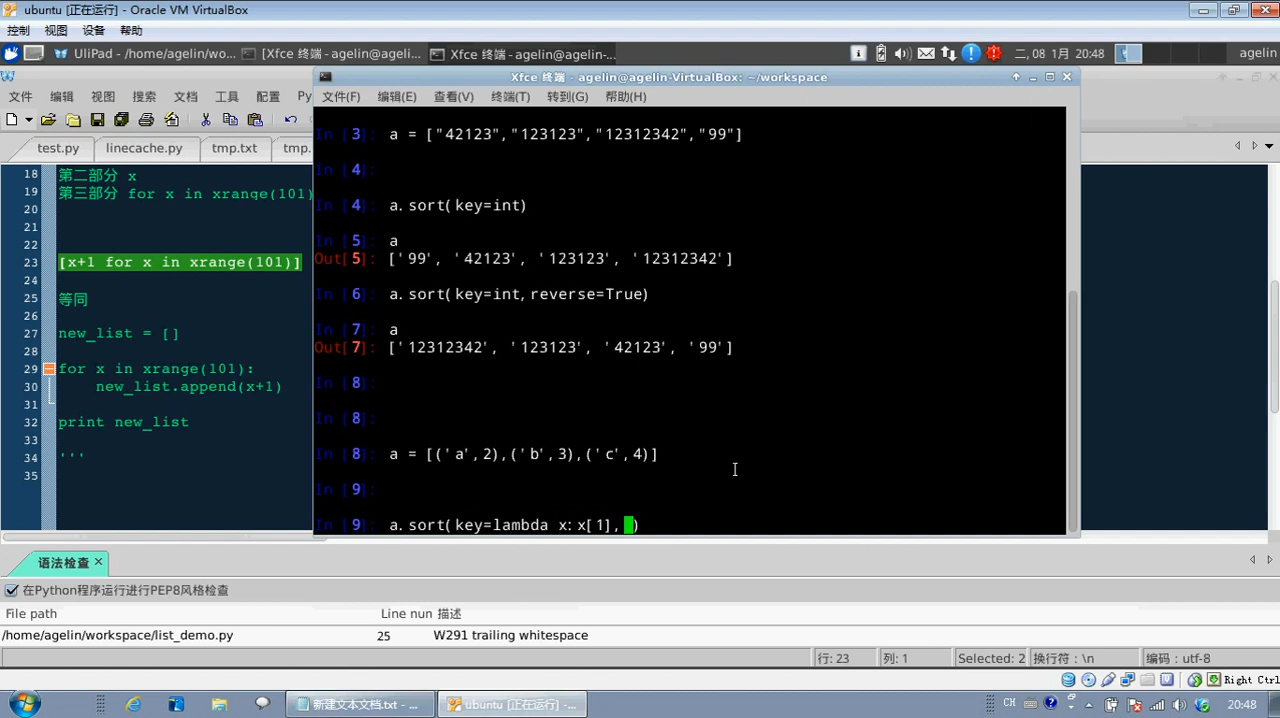 ubuntu [正在运行] - Oracle VM VirtualBox
控制 视图 设备 帮助
UliPad - /home/agelin/wo... [Xfce 终端 - agelin@ageli... Xfce 终端 - agelin@agelin-... 二, 08 1月 20:48 agelin
Xfce 终端 - agelin@agelin-VirtualBox: ~/workspace
文件 编辑 视图 搜索 文档 工具 配置 Py
文件(F) 编辑(E) 查看(V) 终端(T) 转到(G) 帮助(H)
test.py linecache.py tmp.txt tmp.
18 第二部分 x
19 第三部分 for x in xrange(101)
20
21
22
23 [x+1 for x in xrange(101)]
24
25 等同
26
27 new_list = []
28
29 for x in xrange(101):
30 new_list.append(x+1)
31
32 print new_list
33
34 '''
35
In [3]: a = ["42123","123123","12312342","99"]
In [4]:
In [4]: a.sort(key=int)
In [5]: a
Out[5]: ['99', '42123', '123123', '12312342']
In [6]: a.sort(key=int,reverse=True)
In [7]: a
Out[7]: ['12312342', '123123', '42123', '99']
In [8]:
In [8]:
In [8]: a = [('a',2),('b',3),('c',4)]
In [9]:
In [9]: a.sort(key=lambda x:x[1], )
语法检查
在Python程序运行进行PEP8风格检查
File path Line nun 描述
/home/agelin/workspace/list_demo.py 25 W291 trailing whitespace
行: 23 列: 1 Selected: 2 换行符：\n 编码：utf-8
Right Ctrl
新建文本文档.txt - ... ubuntu [正在运行] -... CH 20:48